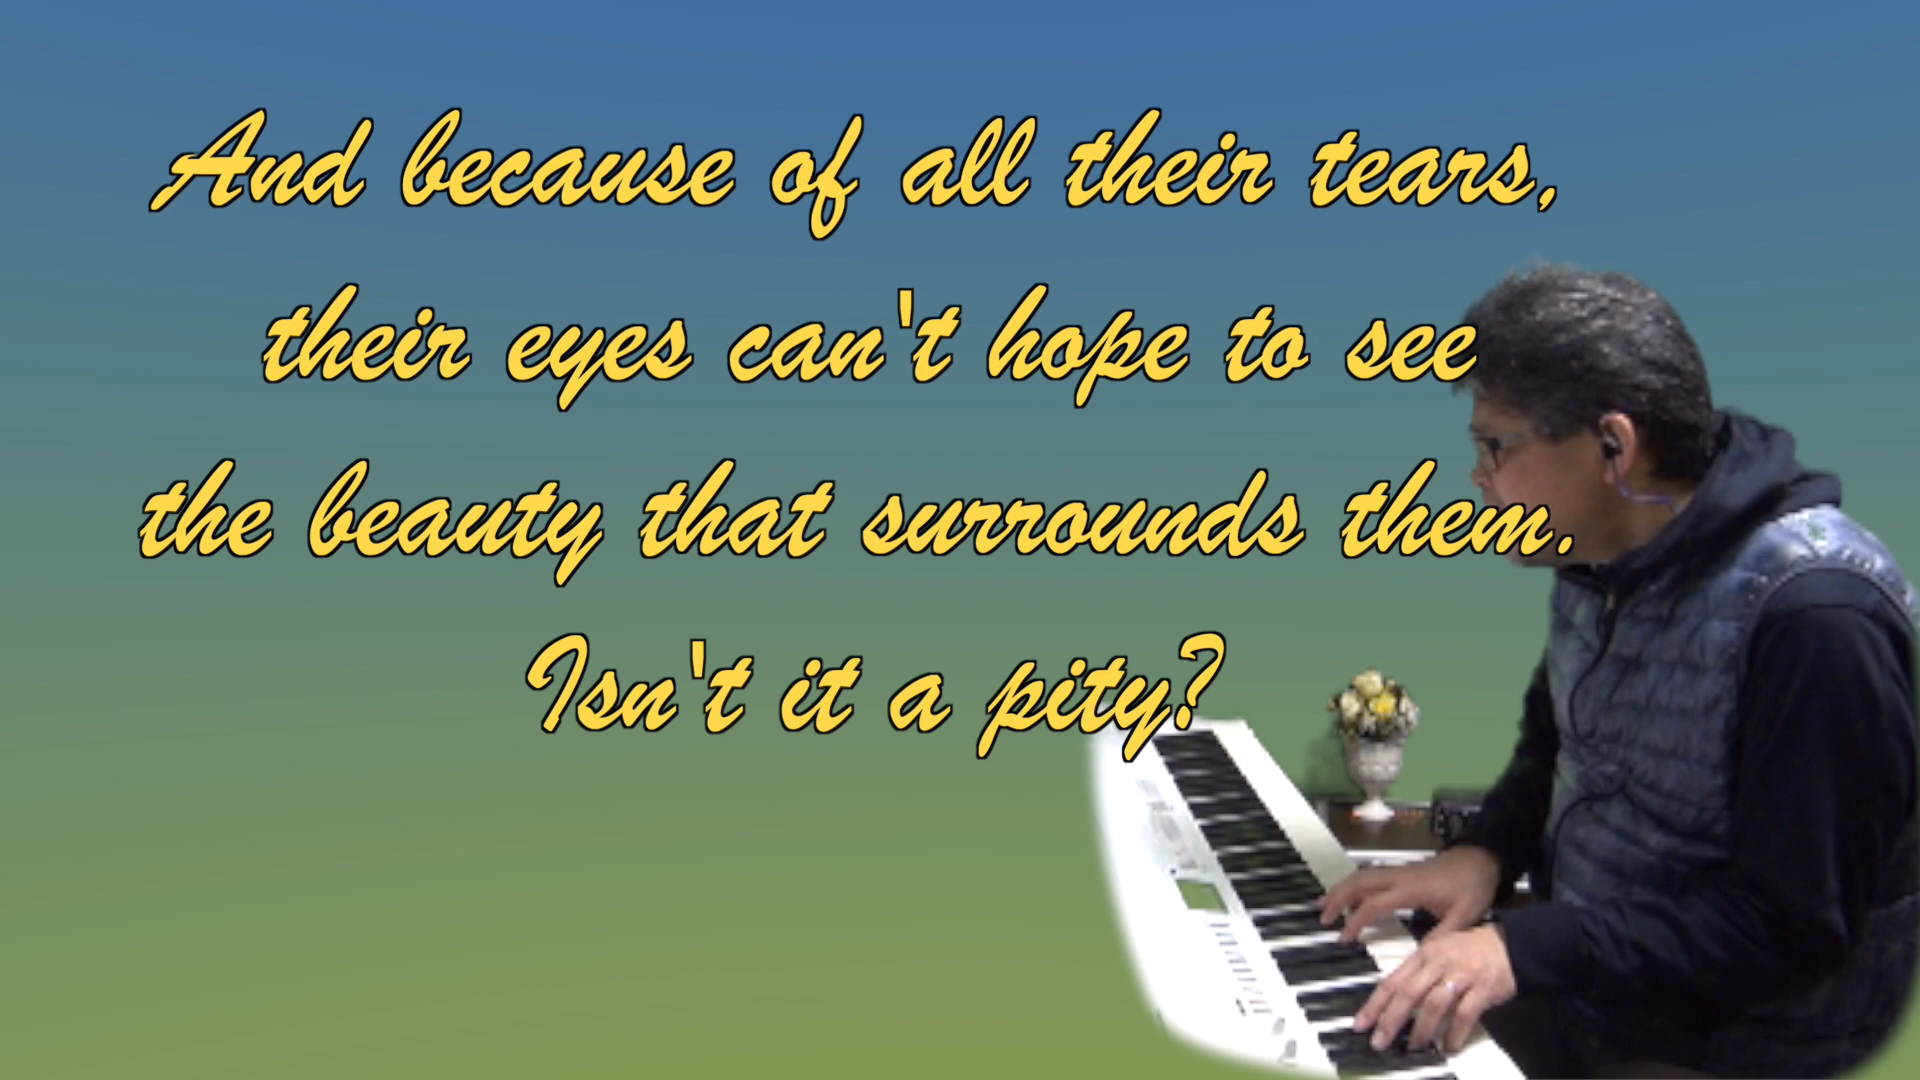 And because of all their tears,
their eyes can't hope to see
the beauty that surrounds them.
Isn't it a pity?